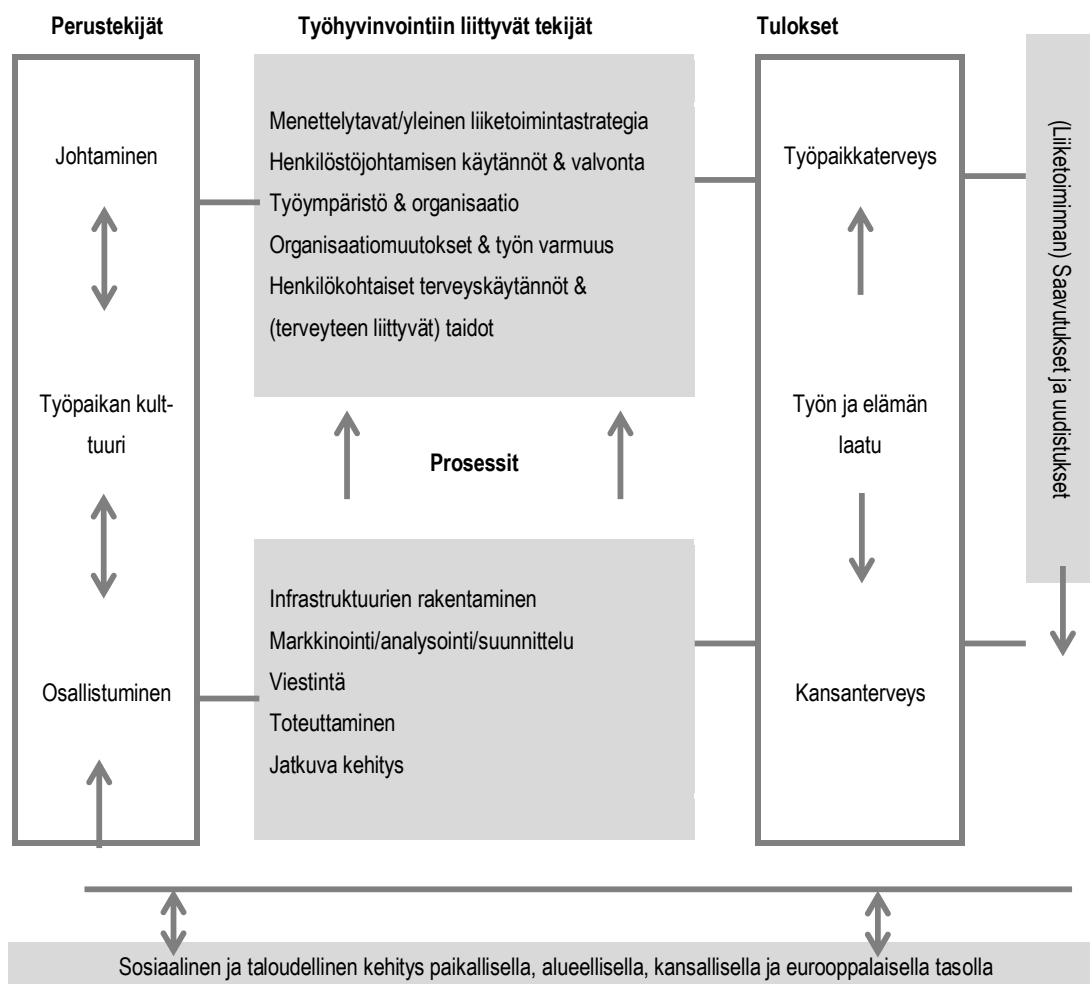 Perustekijät
Työhyvinvointiin liittyvät tekijät
Tulokset
Johtaminen
Työpaikan kult-
tuuri
Osallistuminen
Menettelytavat/yleinen liiketoimintastrategia
Henkilöstöjohtamisen käytännöt & valvonta
Työympäristö & organisaatio
Organisaatiomuutokset & työn varmuus
Henkilökohtaiset terveyskäytännöt &
(terveyteen liittyvät) taidot
Prosessit
Infrastruktuurien rakentaminen
Markkinointi/analysointi/suunnittelu
Viestintä
Toteuttaminen
Jatkuva kehitys
Työpaikkaterveys
Työn ja elämän
laatu
Kansanterveys
(Liiketoiminnan) Saavutukset ja uudistukset
Sosiaalinen ja taloudellinen kehitys paikallisella, alueellisella, kansallisella ja eurooppalaisella tasolla